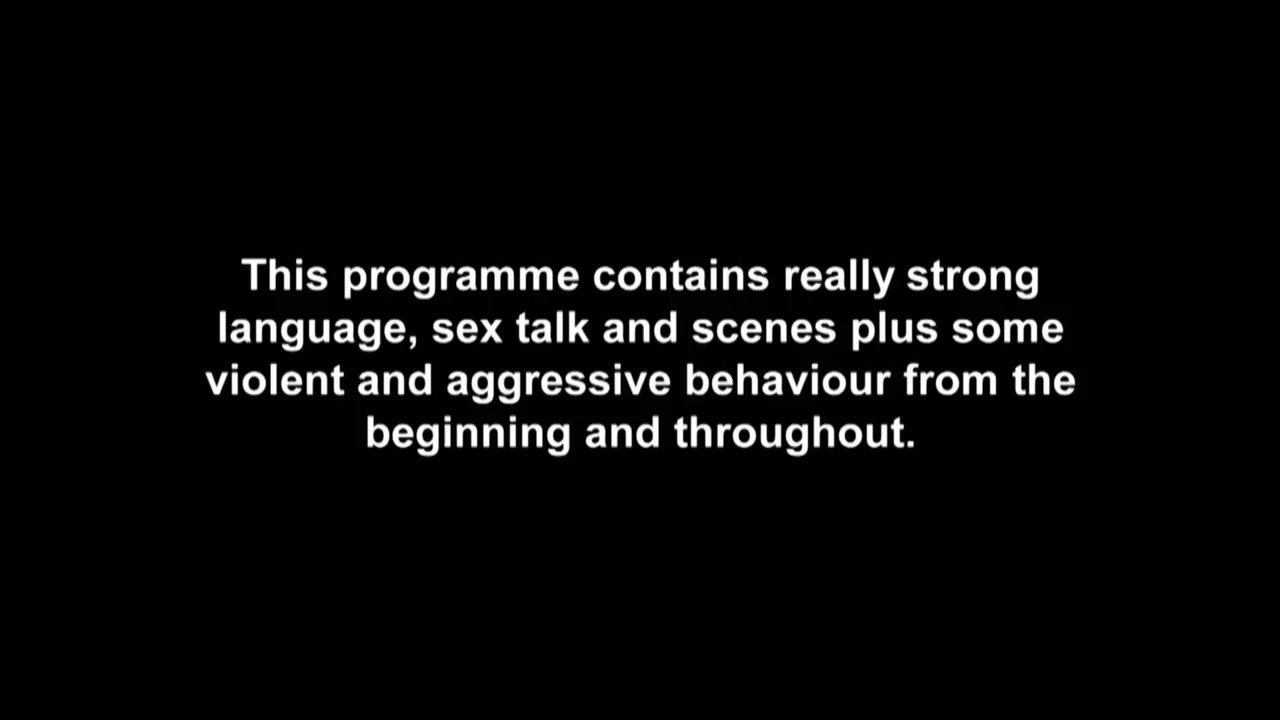 This programme contains really strong
language, sex talk and scenes plus some
violent and aggressive behaviour from the
beginning and throughout.